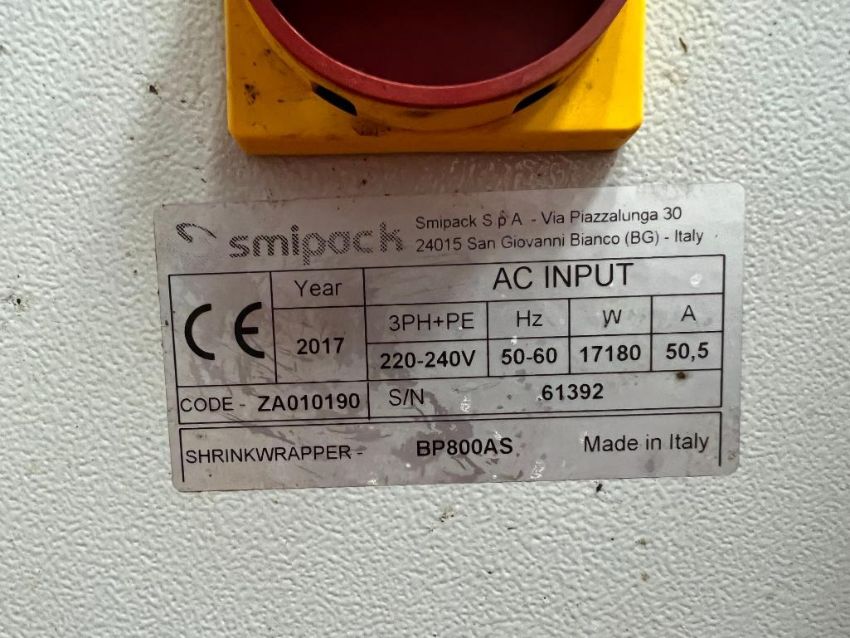 smipack
Smipack S p A - Via Piazzalunga 30
24015 San Giovanni Bianco (BG) - Italy
CE
Year
2017
AC INPUT
3PH+PE Hz W A
220-240V 50-60 17180 50,5
CODE - ZA010190 S/N 61392
SHRINKWRAPPER - BP800AS Made in Italy